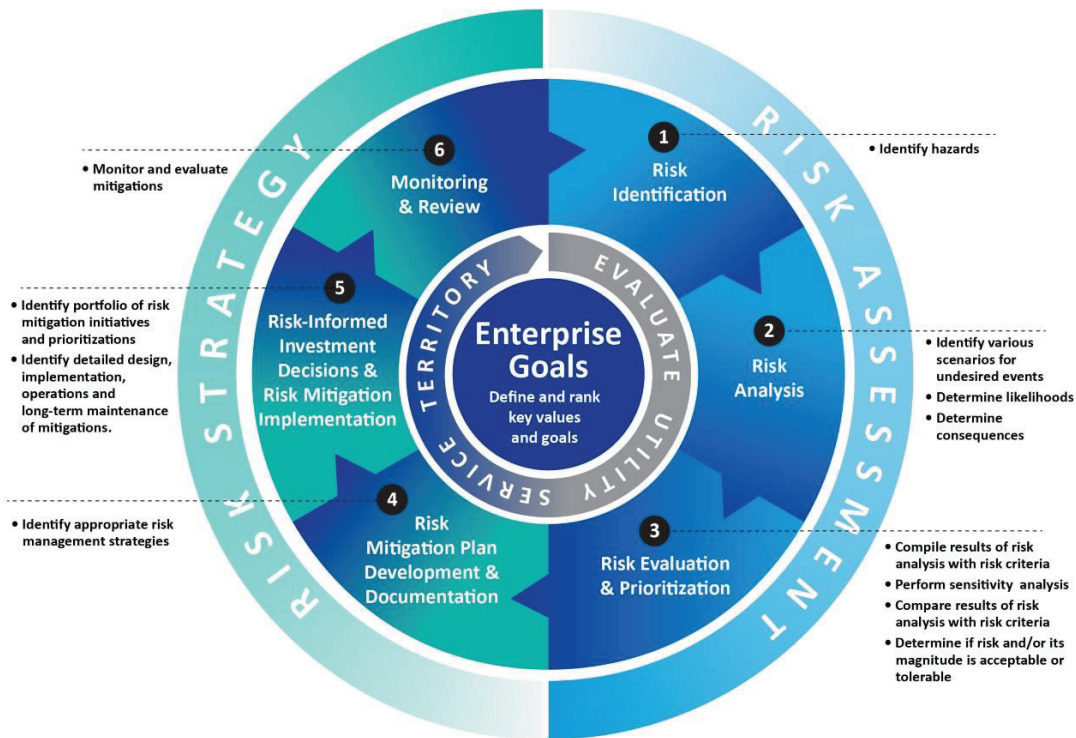 RISK ASSESSMENT
RISK STRATEGY
1
Risk
Identification
• Identify hazards
2
Risk
Analysis
• Identify various
scenarios for
undesired events
• Determine likelihoods
• Determine
consequences
3
Risk Evaluation
& Prioritization
• Compile results of risk
analysis with risk criteria
• Perform sensitivity analysis
• Compare results of risk
analysis with risk criteria
• Determine if risk and/or its
magnitude is acceptable or
tolerable
4
Risk
Mitigation Plan
Development &
Documentation
• Identify appropriate risk
management strategies
5
Risk-Informed
Investment
Decisions &
Risk Mitigation
Implementation
• Identify portfolio of risk
mitigation initiatives
and prioritizations
• Identify detailed design,
implementation,
operations and
long-term maintenance
of mitigations.
6
Monitoring
& Review
• Monitor and evaluate
mitigations
EVALUATE UTILITY SERVICE TERRITORY
Enterprise
Goals
Define and rank
key values
and goals